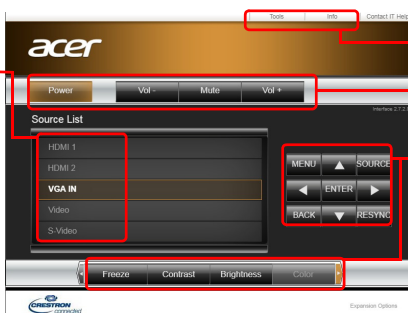 Tools Info Contact IT Help
acer
Power Vol - Mute Vol +
Interface 2.7.2.
Source List
HDMI 1
HDMI 2
VGA IN
Video
S-Video
MENU SOURCE
ENTER
BACK RESYNC
Freeze Contrast Brightness Color
CRESTRON
connected
Expansion Options